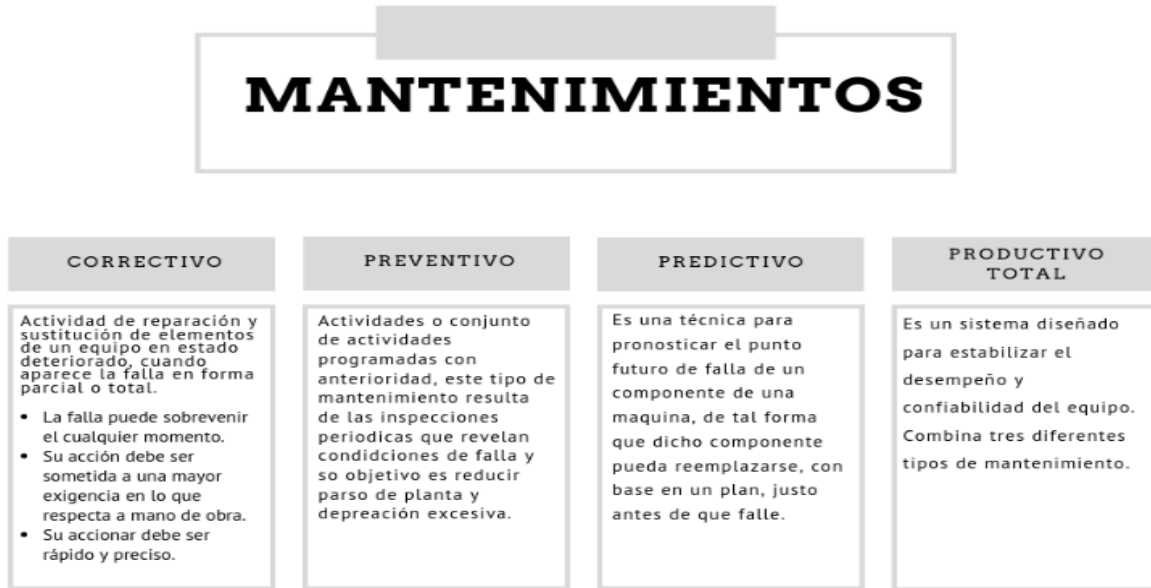 MANTENIMIENTOS
CORRECTIVO
Actividad de reparación y
sustitución de elementos
de un equipo en estado
deteriorado, cuando
aparece la falla en forma
parcial o total.
• La falla puede sobrevenir
el cualquier momento.
• Su acción debe ser
sometida a una mayor
exigencia en lo que
respecta a mano de obra.
• Su accionar debe ser
rápido y preciso.
PREVENTIVO
Actividades o conjunto
de actividades
programadas con
anterioridad, este tipo de
mantenimiento resulta
de las inspecciones
periodicas que revelan
condidciones de falla y
so objetivo es reducir
parso de planta y
depreación excesiva.
PREDICTIVO
Es una técnica para
pronosticar el punto
futuro de falla de un
componente de una
maquina, de tal forma
que dicho componente
pueda reemplazarse, con
base en un plan, justo
antes de que falle.
PRODUCTIVO
TOTAL
Es un sistema diseñado
para estabilizar el
desempeño y
confiabilidad del equipo.
Combina tres diferentes
tipos de mantenimiento.